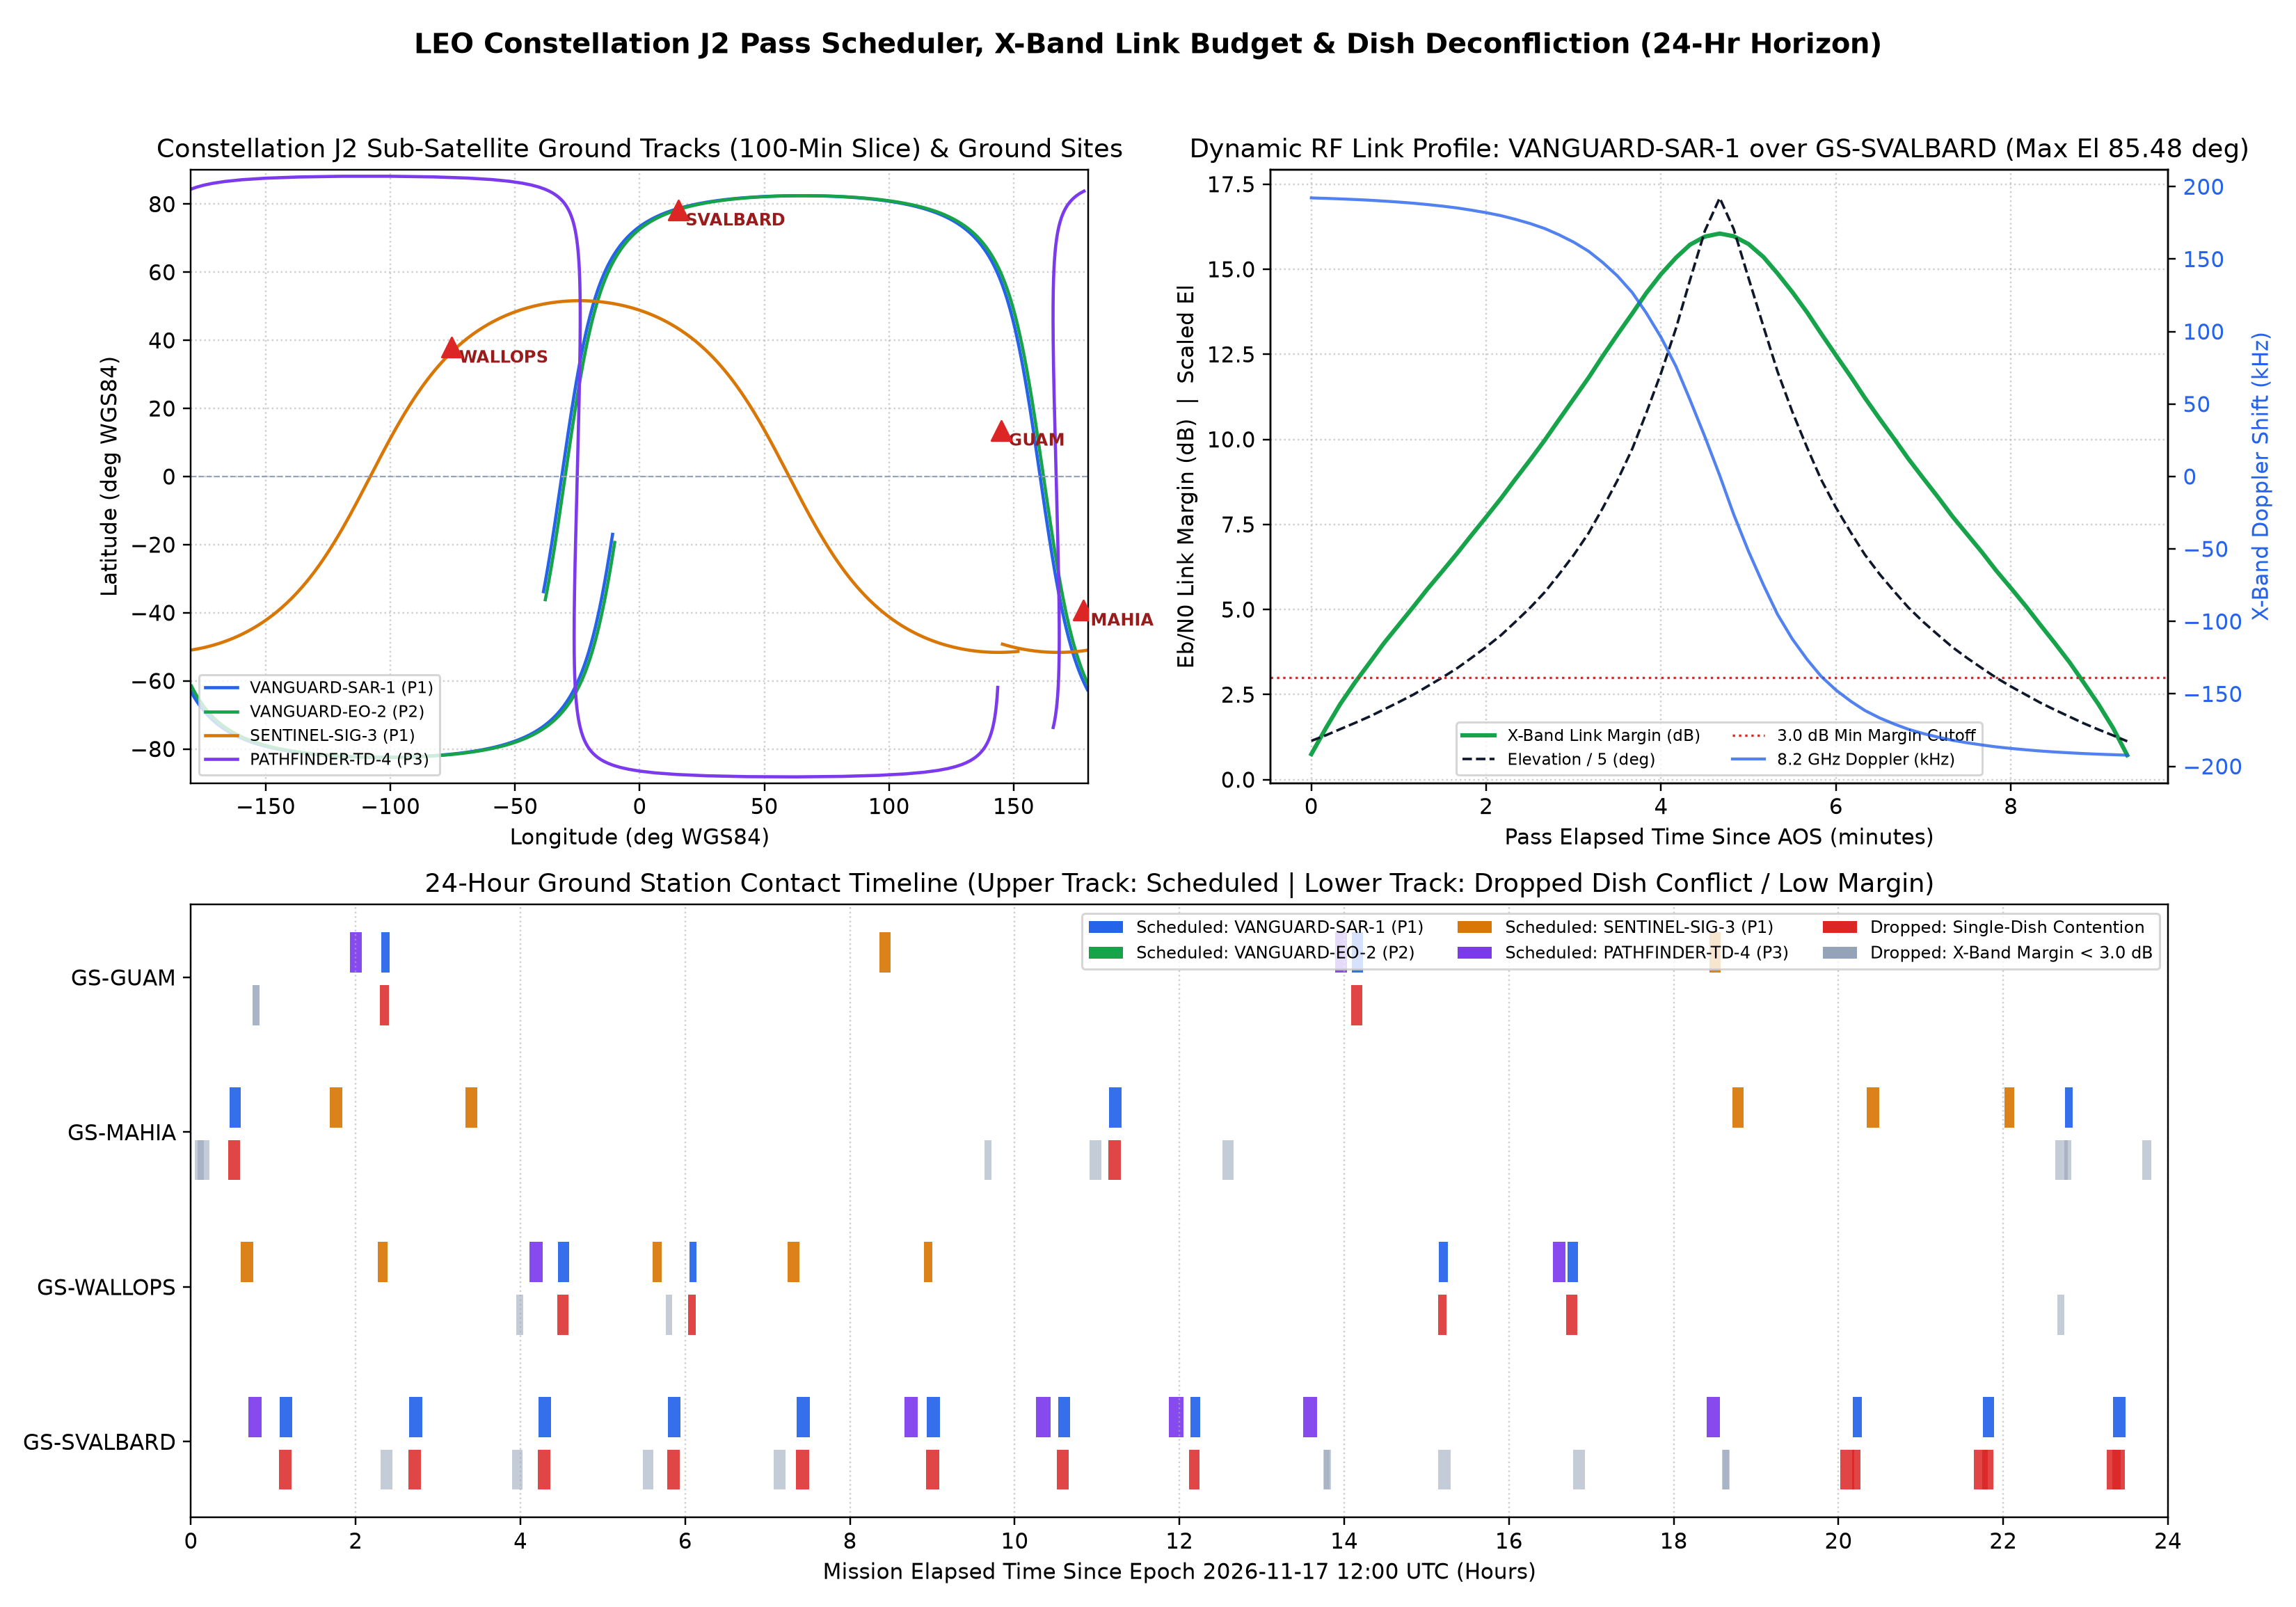 LEO Constellation J2 Pass Scheduler, X-Band Link Budget & Dish Deconfliction (24-Hr Horizon)
Constellation J2 Sub-Satellite Ground Tracks (100-Min Slice) & Ground Sites
Latitude (deg WGS84)
80
60
40
20
0
−20
−40
−60
−80
SVALBARD
WALLOPS
GUAM
MAHIA
VANGUARD-SAR-1 (P1)
VANGUARD-EO-2 (P2)
SENTINEL-SIG-3 (P1)
PATHFINDER-TD-4 (P3)
−150 −100 −50 0 50 100 150
Longitude (deg WGS84)
Dynamic RF Link Profile: VANGUARD-SAR-1 over GS-SVALBARD (Max El 85.48 deg)
Eb/N0 Link Margin (dB) | Scaled El
17.5
15.0
12.5
10.0
7.5
5.0
2.5
0.0
X-Band Link Margin (dB)
Elevation / 5 (deg)
3.0 dB Min Margin Cutoff
8.2 GHz Doppler (kHz)
200
150
100
50
0
−50
−100
−150
−200
X-Band Doppler Shift (kHz)
0 2 4 6 8
Pass Elapsed Time Since AOS (minutes)
24-Hour Ground Station Contact Timeline (Upper Track: Scheduled | Lower Track: Dropped Dish Conflict / Low Margin)
Scheduled: VANGUARD-SAR-1 (P1)
Scheduled: VANGUARD-EO-2 (P2)
Scheduled: SENTINEL-SIG-3 (P1)
Scheduled: PATHFINDER-TD-4 (P3)
Dropped: Single-Dish Contention
Dropped: X-Band Margin < 3.0 dB
GS-GUAM
GS-MAHIA
GS-WALLOPS
GS-SVALBARD
0 2 4 6 8 10 12 14 16 18 20 22 24
Mission Elapsed Time Since Epoch 2026-11-17 12:00 UTC (Hours)